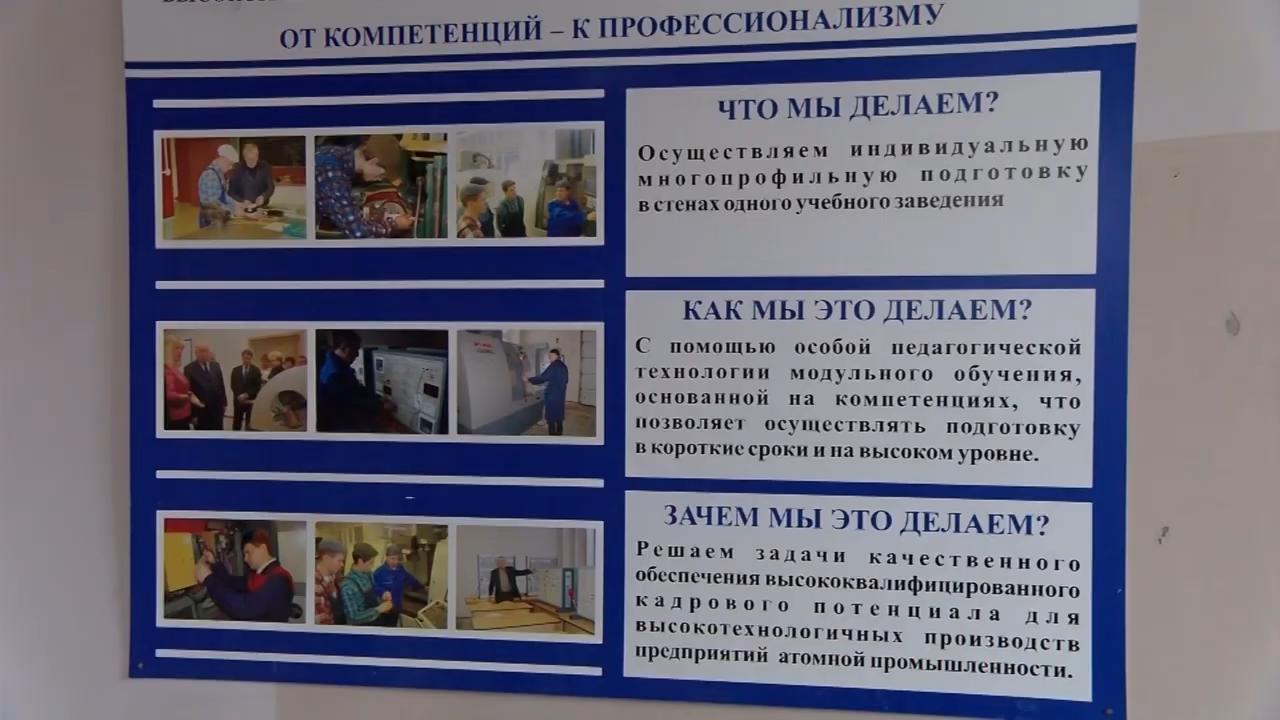 ОТ КОМПЕТЕНЦИЙ – К ПРОФЕССИОНАЛИЗМУ
ЧТО МЫ ДЕЛАЕМ?
Осуществляем индивидуальную
многопрофильную подготовку
в стенах одного учебного заведения
КАК МЫ ЭТО ДЕЛАЕМ?
С помощью особой педагогической
технологии модульного обучения,
основанной на компетенциях, что
позволяет осуществлять подготовку
в короткие сроки и на высоком уровне.
ЗАЧЕМ МЫ ЭТО ДЕЛАЕМ?
Решаем задачи качественного
обеспечения высококвалифицированного
кадрового потенциала для
высокотехнологичных производств
предприятий атомной промышленности.